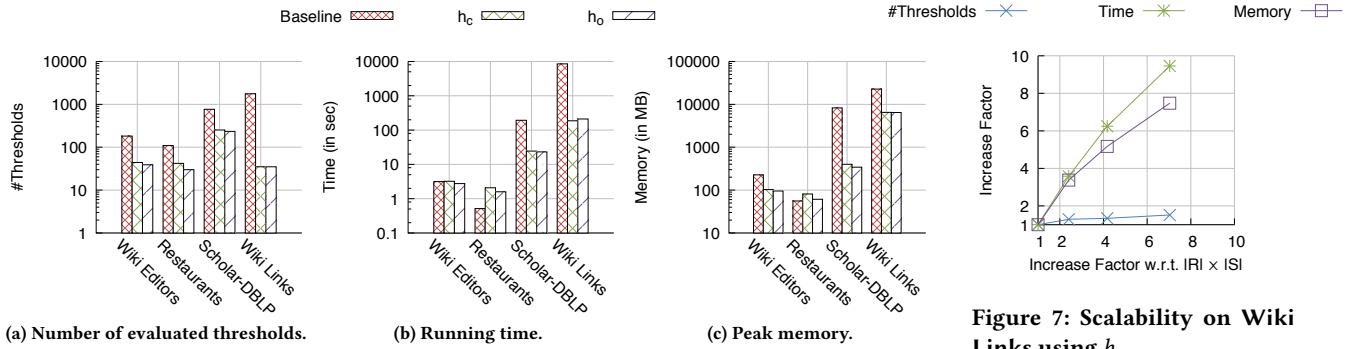 Baseline h_c h_o
#Thresholds
10000
1000
100
10
1
Wiki Editors
Restaurants
Scholar-DBLP
Wiki Links
(a) Number of evaluated thresholds.
Time (in sec)
10000
1000
100
10
1
0.1
Wiki Editors
Restaurants
Scholar-DBLP
Wiki Links
(b) Running time.
Memory (in MB)
100000
10000
1000
100
10
Wiki Editors
Restaurants
Scholar-DBLP
Wiki Links
(c) Peak memory.
#Thresholds Time Memory
Increase Factor
10
8
6
4
2
1
1 2 4 6 8 10
Increase Factor w.r.t. |R| × |S|
Figure 7: Scalability on Wiki
Links using h